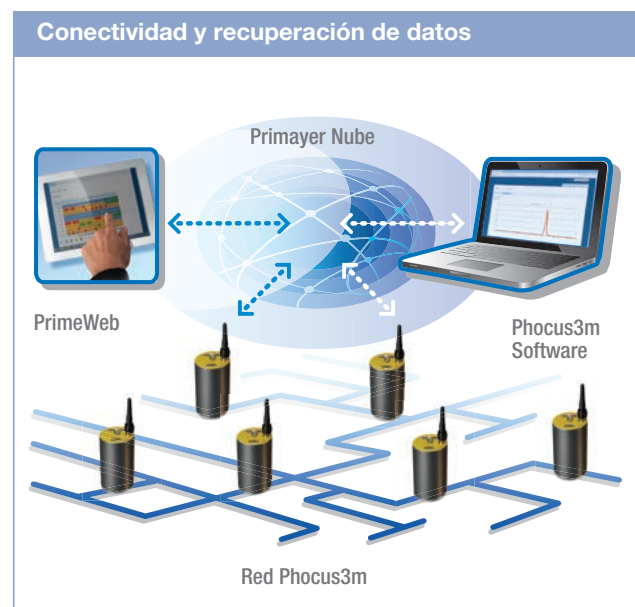 Conectividad y recuperación de datos
Primayer Nube
PrimeWeb
Phocus3m
Software
Red Phocus3m